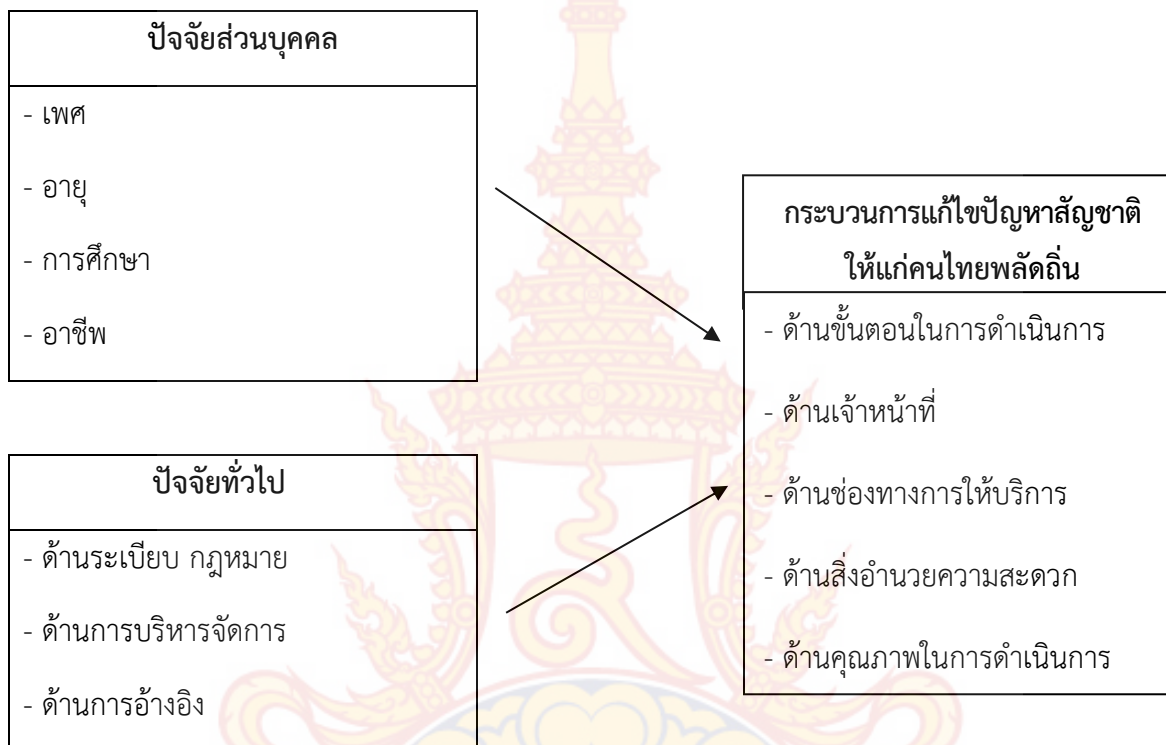 ปัจจัยส่วนบุคคล
- เพศ
- อายุ
- การศึกษา
- อาชีพ
ปัจจัยทั่วไป
- ด้านระเบียบ กฎหมาย
- ด้านการบริหารจัดการ
- ด้านการอ้างอิง
กระบวนการแก้ไขปัญหาสัญชาติ
ให้แก่คนไทยพลัดถิ่น
- ด้านขั้นตอนในการดำเนินการ
- ด้านเจ้าหน้าที่
- ด้านช่องทางการให้บริการ
- ด้านสิ่งอำนวยความสะดวก
- ด้านคุณภาพในการดำเนินการ